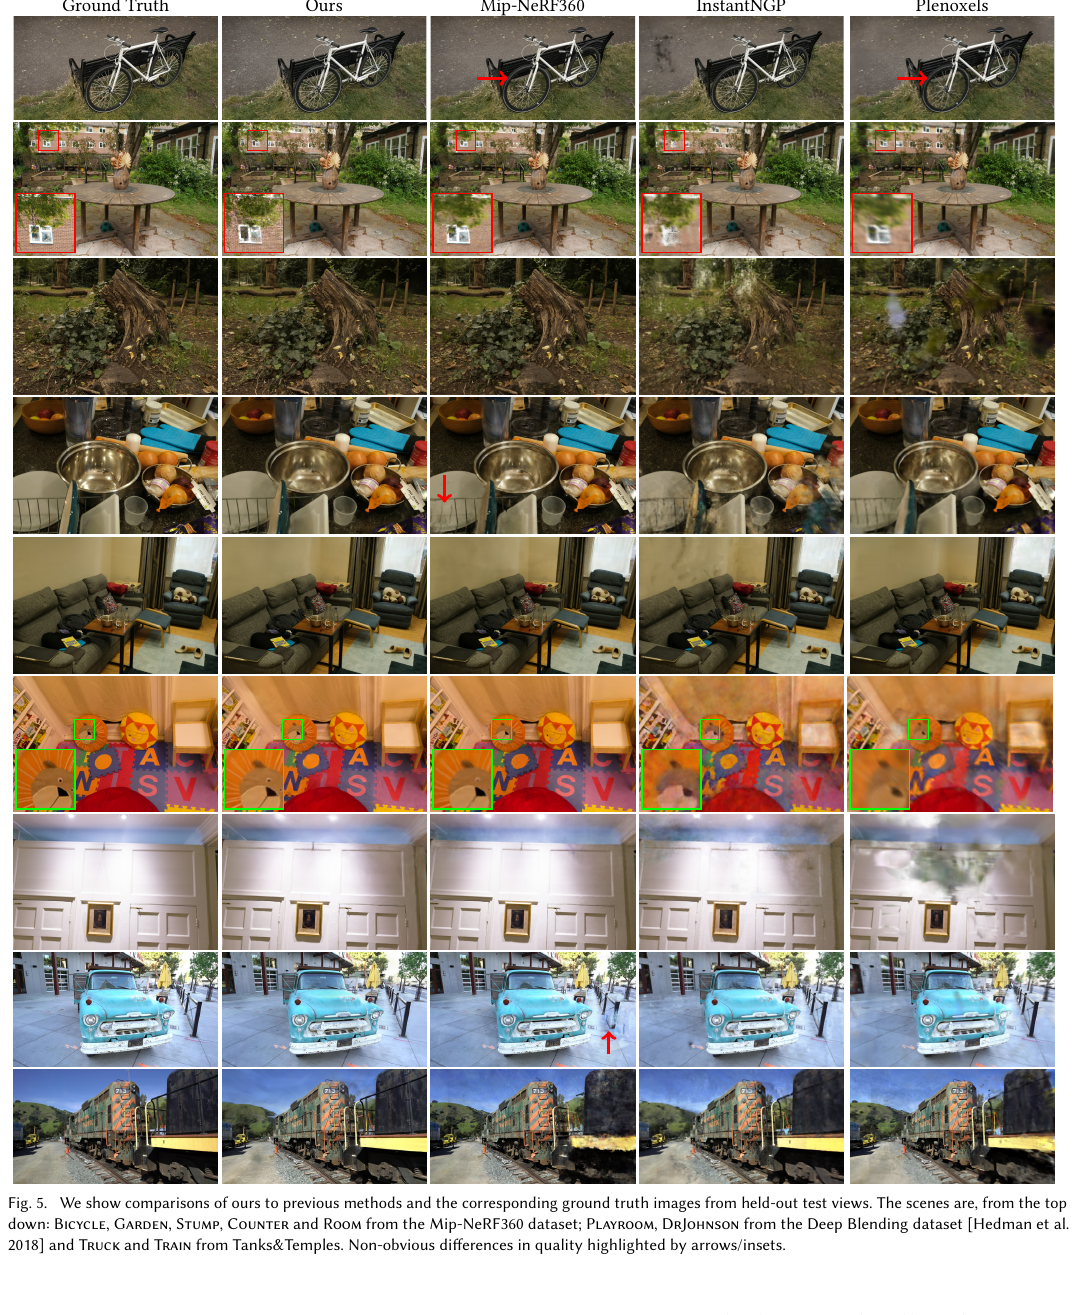 Ground Truth Ours Mip-NeRF360 InstantNGP Plenoxels
A
S V
A
S V
A
S V
A
S V
A
S V
713
Fig. 5. We show comparisons of ours to previous methods and the corresponding ground truth images from held-out test views. The scenes are, from the top
down: Bicycle, Garden, Stump, Counter and Room from the Mip-NeRF360 dataset; Playroom, DrJohnson from the Deep Blending dataset [Hedman et al.
2018] and Truck and Train from Tanks&Temples. Non-obvious differences in quality highlighted by arrows/insets.